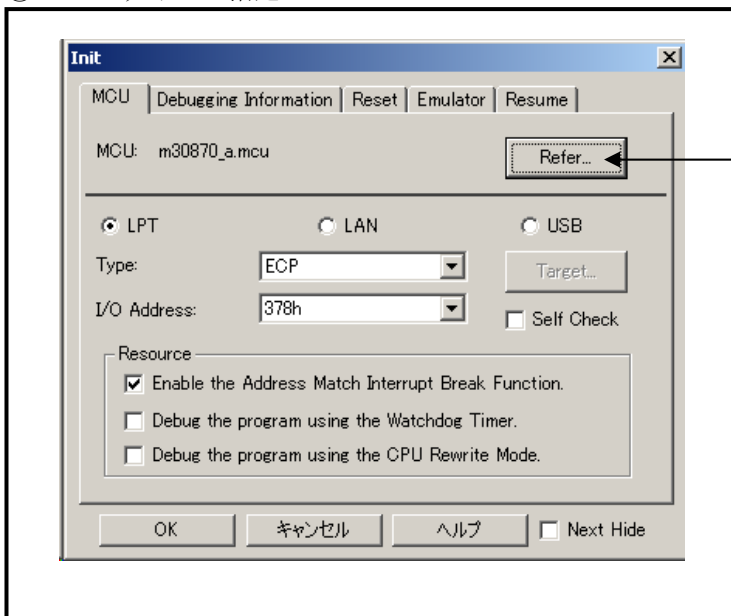 Init
MCU Debugging Information Reset Emulator Resume
MCU: m30870_a.mcu Refer...
LPT LAN USB
Type: ECP Target...
I/O Address: 378h Self Check
Resource
Enable the Address Match Interrupt Break Function.
Debug the program using the Watchdog Timer.
Debug the program using the CPU Rewrite Mode.
OK キャンセル ヘルプ Next Hide